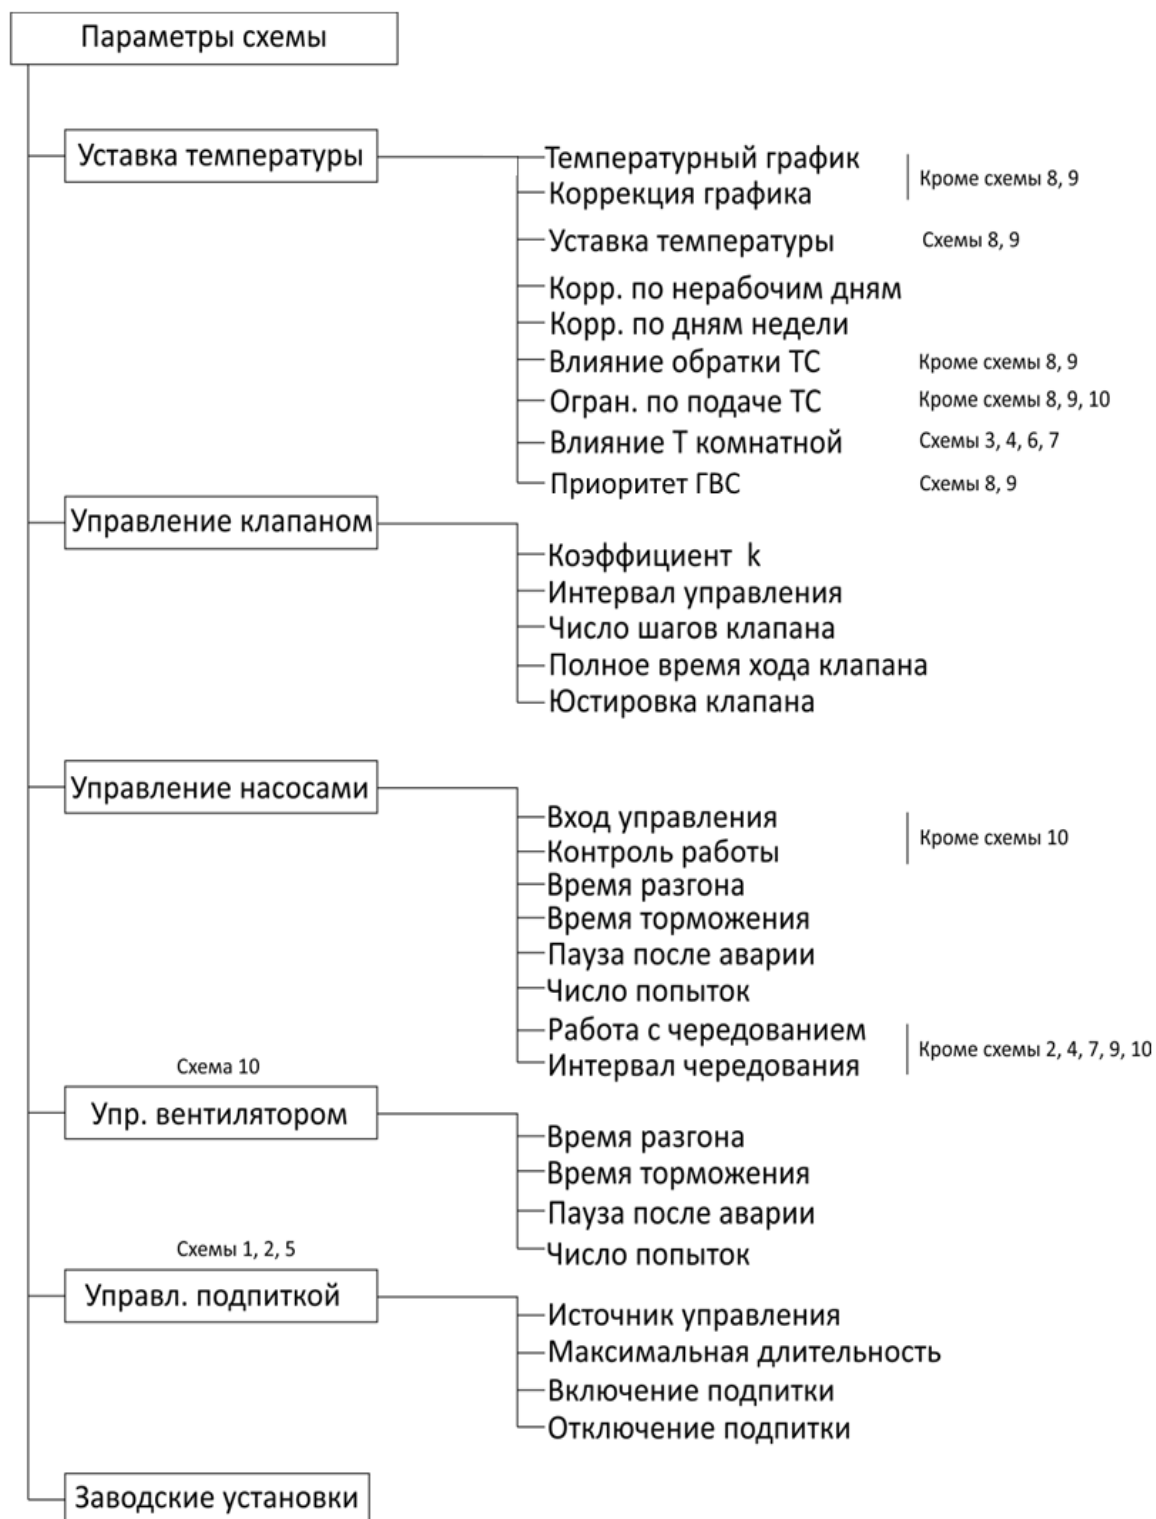 Параметры схемы
Уставка температуры
Температурный график
Коррекция графика
Кроме схемы 8, 9
Уставка температуры
Схемы 8, 9
Корр. по нерабочим дням
Корр. по дням недели
Влияние обратки ТС
Кроме схемы 8, 9
Огран. по подаче ТС
Кроме схемы 8, 9, 10
Влияние Т комнатной
Схемы 3, 4, 6, 7
Приоритет ГВС
Схемы 8, 9
Управление клапаном
Коэффициент k
Интервал управления
Число шагов клапана
Полное время хода клапана
Юстировка клапана
Управление насосами
Вход управления
Контроль работы
Кроме схемы 10
Время разгона
Время торможения
Пауза после аварии
Число попыток
Работа с чередованием
Интервал чередования
Кроме схемы 2, 4, 7, 9, 10
Схема 10
Упр. вентилятором
Время разгона
Время торможения
Пауза после аварии
Число попыток
Схемы 1, 2, 5
Управл. подпиткой
Источник управления
Максимальная длительность
Включение подпитки
Отключение подпитки
Заводские установки